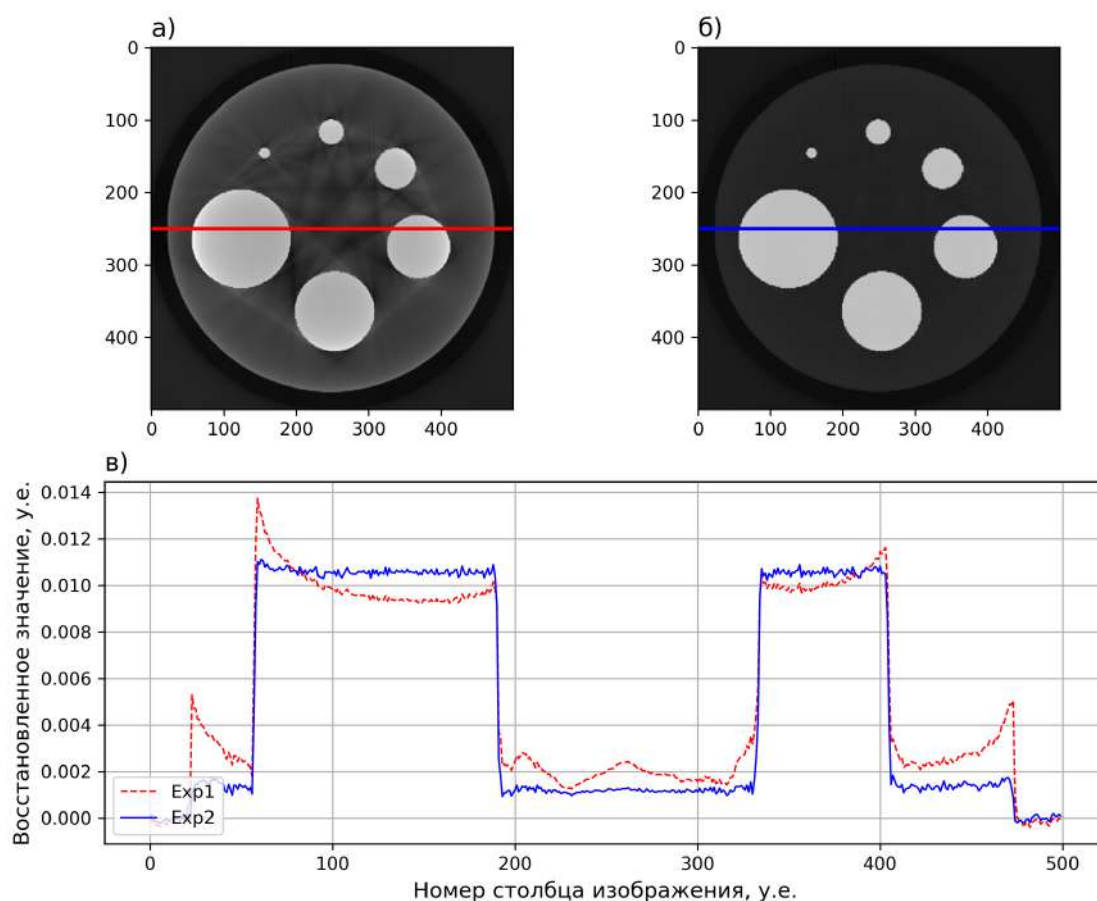 а)
б)
0
100
200
300
400
0 100 200 300 400
0
100
200
300
400
0 100 200 300 400
в)
Восстановленное значение, у.е.
0.014
0.012
0.010
0.008
0.006
0.004
0.002
0.000
Exp1
Exp2
0 100 200 300 400 500
Номер столбца изображения, у.е.